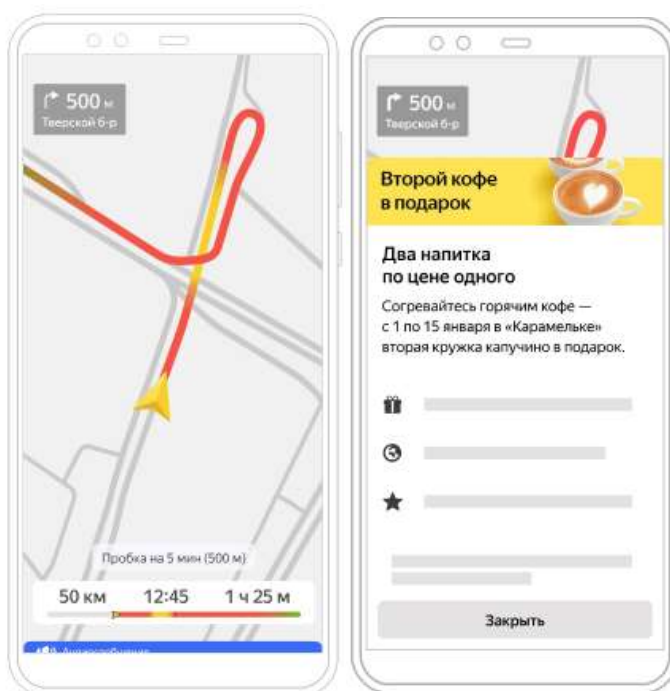 500 м
Тверской б-р
Пробка на 5 мин (500 м)
50 км 12:45 1 ч 25 м
500 м
Тверской б-р
Второй кофе
в подарок
Два напитка
по цене одного
Согревайтесь горячим кофе —
с 1 по 15 января в «Карамельке»
вторая кружка капучино в подарок.
Закрыть